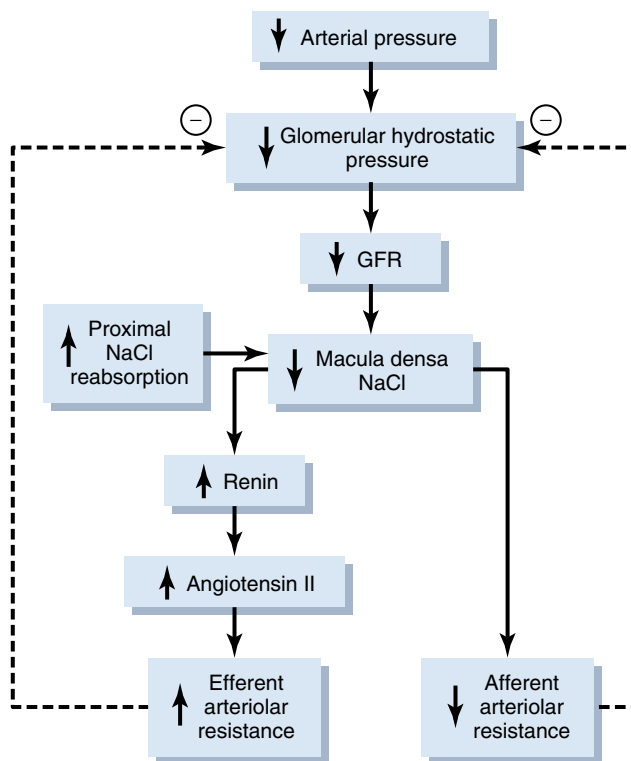 ↓ Arterial pressure
−
−
↓ Glomerular hydrostatic
pressure
↓ GFR
↑ Proximal
NaCl
reabsorption
↓ Macula densa
NaCl
↑ Renin
↑ Angiotensin II
↑ Efferent
arteriolar
resistance
↓ Afferent
arteriolar
resistance